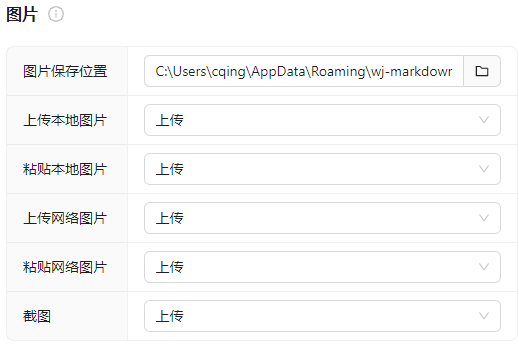 图片
图片保存位置 C:\Users\cqing\AppData\Roaming\wj-markdowr
上传本地图片 上传
粘贴本地图片 上传
上传网络图片 上传
粘贴网络图片 上传
截图 上传